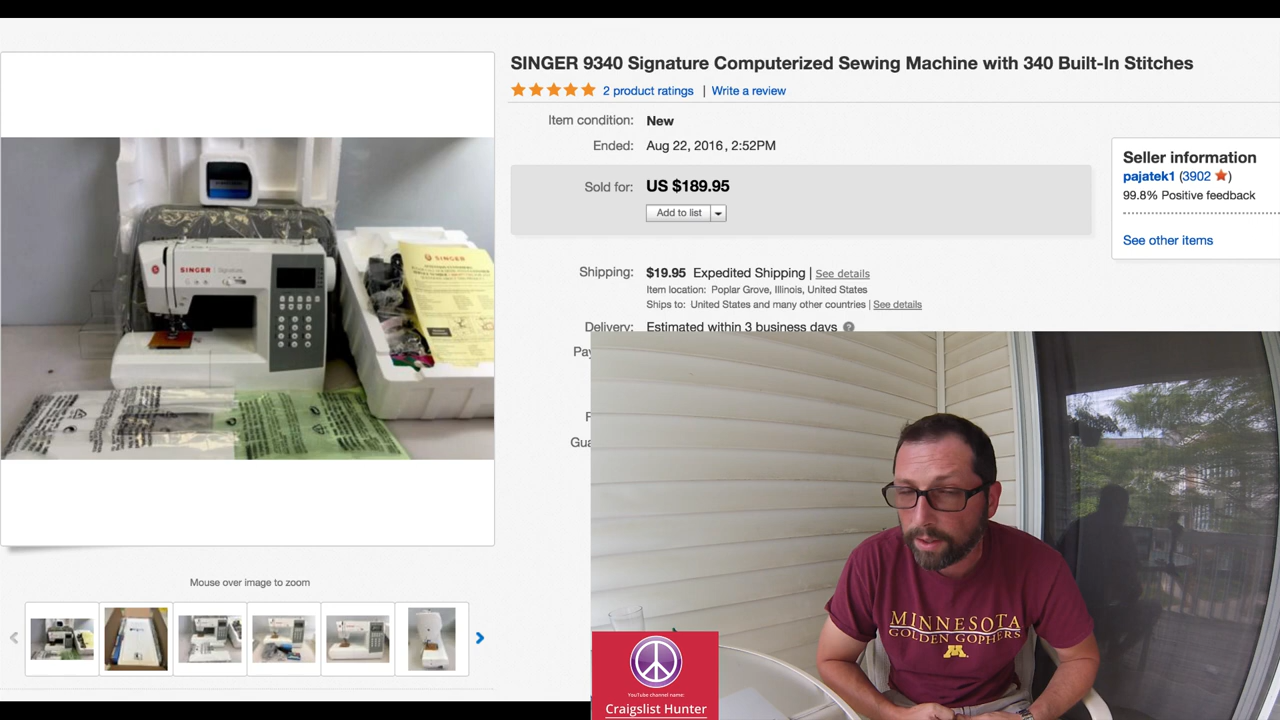 SINGER 9340 Signature Computerized Sewing Machine with 340 Built-In Stitches
2 product ratings | Write a review
Item condition: New
Ended: Aug 22, 2016, 2:52PM
Sold for: US $189.95
Add to list
Shipping: $19.95 Expedited Shipping | See details
Item location: Poplar Grove, Illinois, United States
Ships to: United States and many other countries | See details
Delivery: Estimated within 3 business days ?
Seller information
pajatek1 (3902)
99.8% Positive feedback
See other items
SINGER Signature
SINGER
Mouse over image to zoom
MINNESOTA
GOLDEN GOPHERS
M
YouTube channel name:
Craigslist Hunter